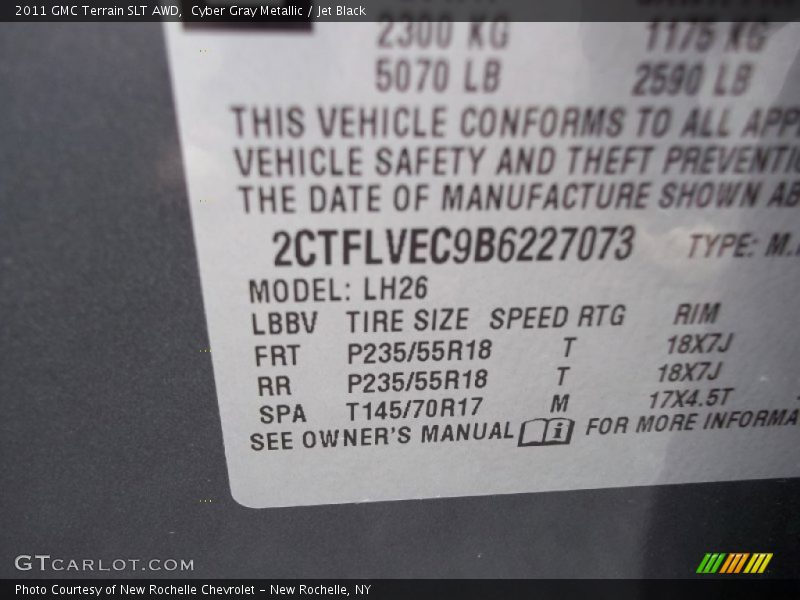 2011 GMC Terrain SLT AWD, Cyber Gray Metallic / Jet Black
2300 KG 1175 KG
5070 LB 2590 LB
THIS VEHICLE CONFORMS TO ALL APP
VEHICLE SAFETY AND THEFT PREVENTIO
THE DATE OF MANUFACTURE SHOWN AB
2CTFLVEC9B6227073 TYPE: M.
MODEL: LH26
LBBV TIRE SIZE SPEED RTG RIM
FRT P235/55R18 T 18X7J
RR P235/55R18 T 18X7J
SPA T145/70R17 M 17X4.5T
SEE OWNER'S MANUAL i FOR MORE INFORMA
GTCARLOT.COM
Photo Courtesy of New Rochelle Chevrolet – New Rochelle, NY